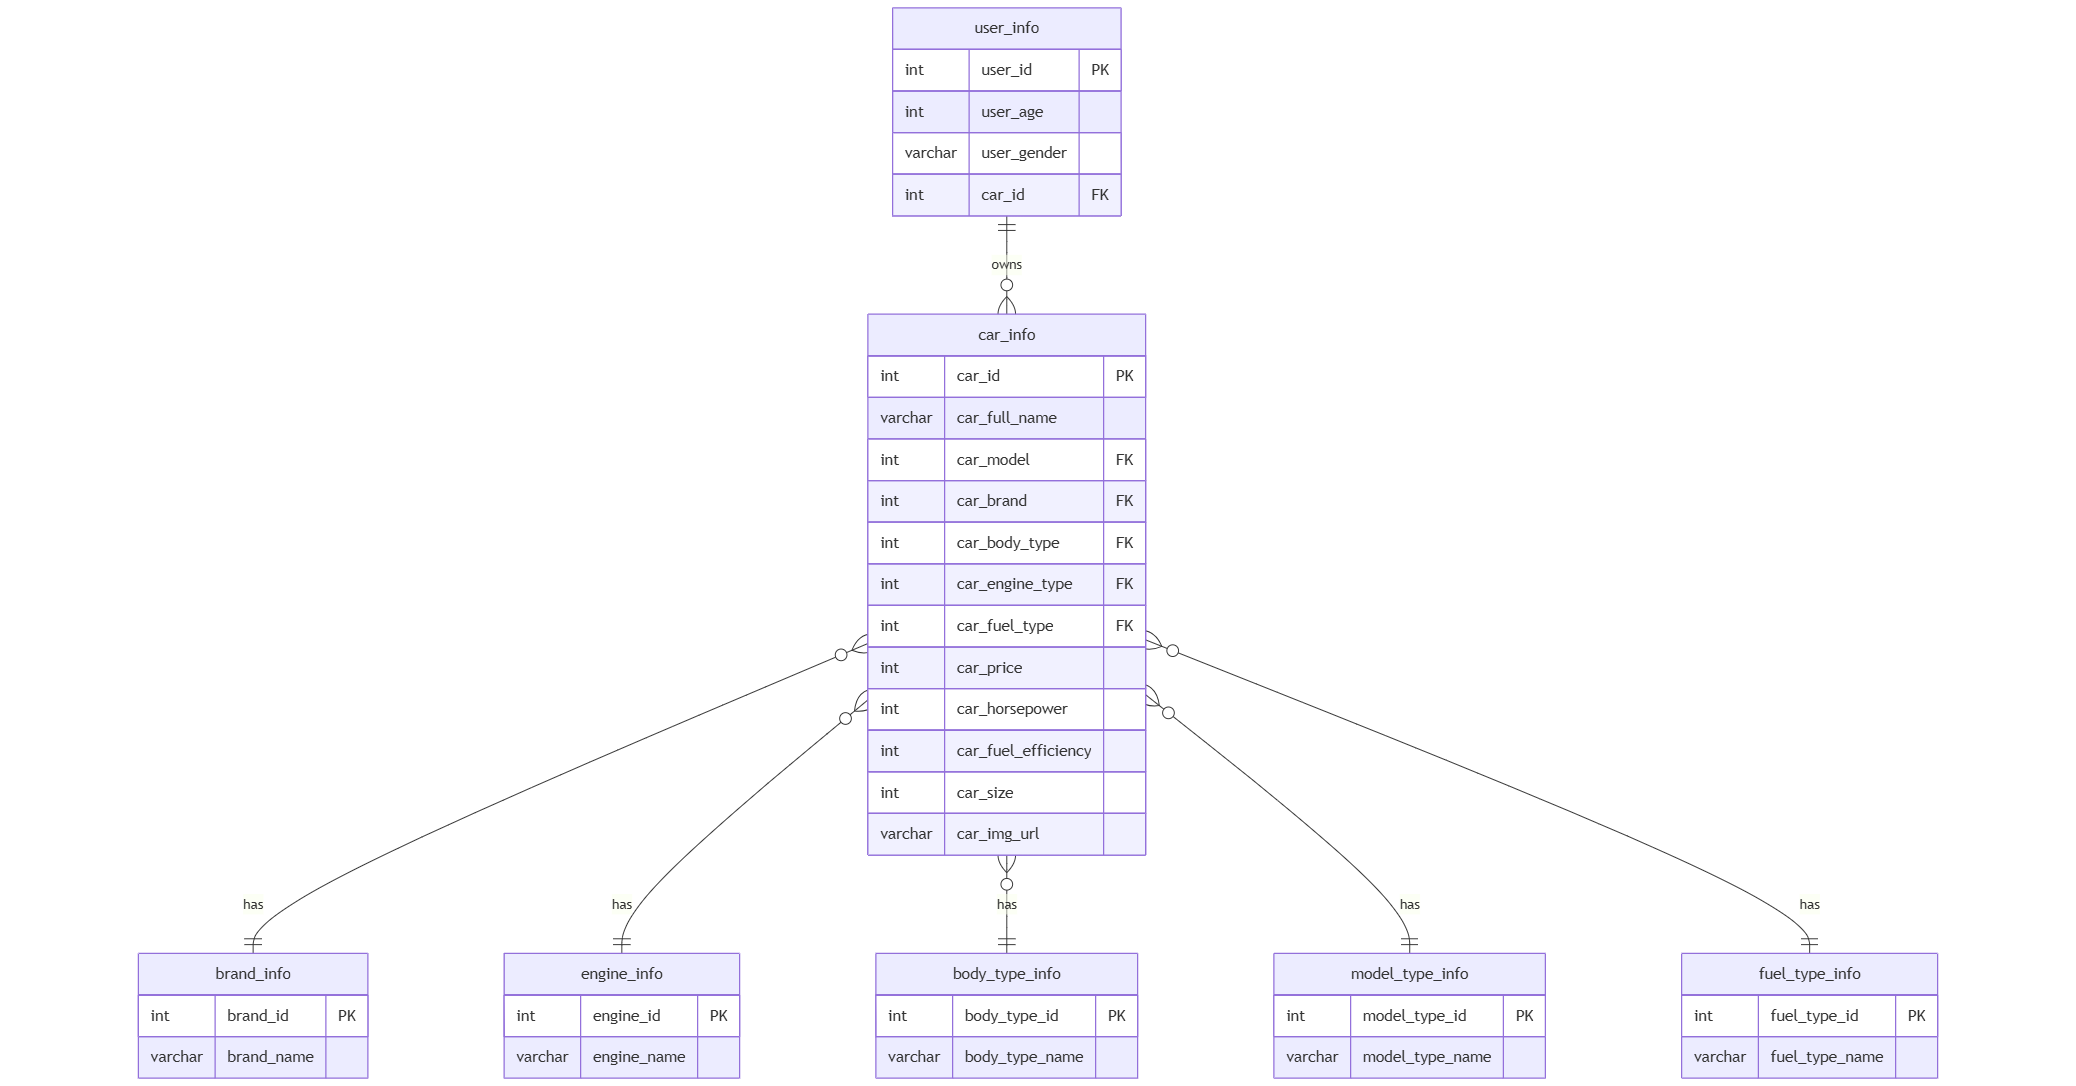 user_info
int user_id PK
int user_age
varchar user_gender
int car_id FK
owns
car_info
int car_id PK
varchar car_full_name
int car_model FK
int car_brand FK
int car_body_type FK
int car_engine_type FK
int car_fuel_type FK
int car_price
int car_horsepower
int car_fuel_efficiency
int car_size
varchar car_img_url
has has has has has
brand_info
int brand_id PK
varchar brand_name
engine_info
int engine_id PK
varchar engine_name
body_type_info
int body_type_id PK
varchar body_type_name
model_type_info
int model_type_id PK
varchar model_type_name
fuel_type_info
int fuel_type_id PK
varchar fuel_type_name